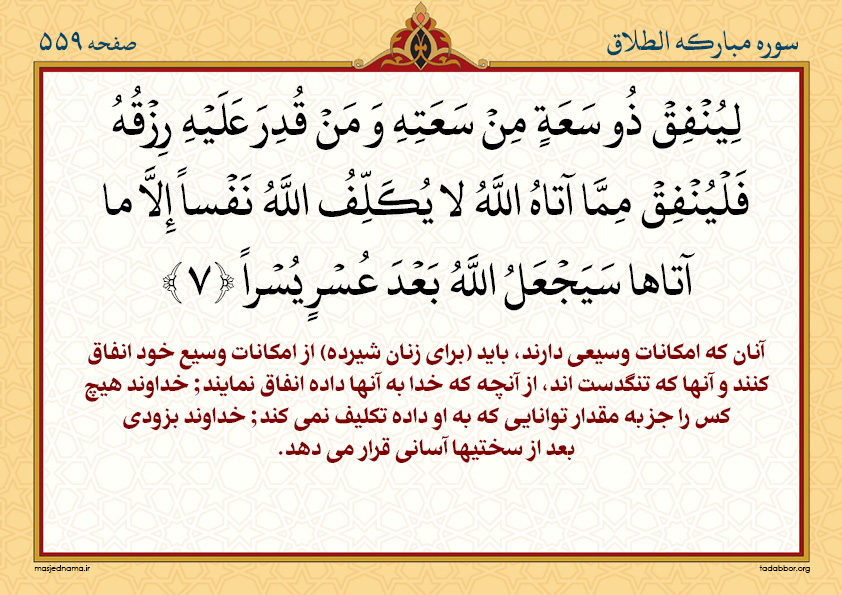 سوره مبارکه الطلاق
صفحه ۵۵۹
لِيُنْفِقْ ذُو سَعَةٍ مِنْ سَعَتِهِ وَ مَنْ قُدِرَ عَلَيْهِ رِزْقُهُ
فَلْيُنْفِقْ مِمَّا آتاهُ اللَّهُ لا يُكَلِّفُ اللَّهُ نَفْساً إِلاَّ ما
آتاها سَيَجْعَلُ اللَّهُ بَعْدَ عُسْرٍ يُسْراً ﴿۷﴾
آنان که امکانات وسیعی دارند، باید (برای زنان شیرده) از امکانات وسیع خود انفاق
کنند و آنها که تنگدست اند، از آنچه که خدا به آنها داده انفاق نمایند; خداوند هیچ
کس را جز به مقدار توانایی که به او داده تکلیف نمی کند; خداوند بزودی
بعد از سختیها آسانی قرار می دهد.
masjednama.ir
tadabbor.org